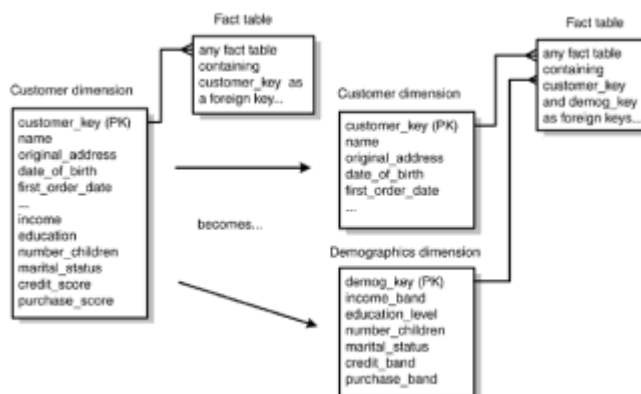 Fact table
any fact table
containing
customer_key as
a foreign key...
Customer dimension
customer_key (PK)
name
original_address
date_of_birth
first_order_date
...
income
education
number_children
marital_status
credit_score
purchase_score
becomes...
Customer dimension
customer_key (PK)
name
original_address
date_of_birth
first_order_date
...
Fact table
any fact table
containing
customer_key
and demog_key
as foreign keys...
Demographics dimension
demog_key (PK)
income_band
education_level
number_children
marital_status
credit_band
purchase_band